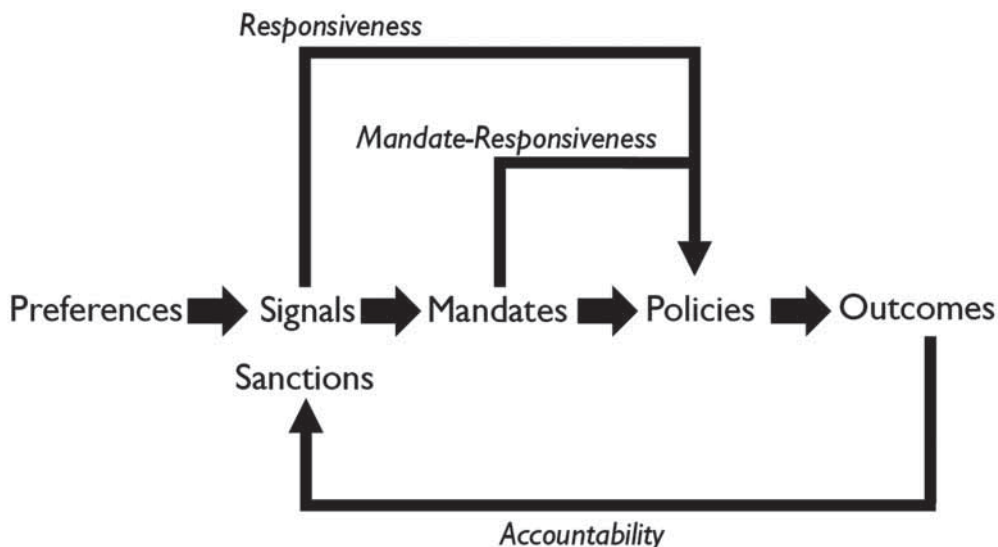 Responsiveness
Mandate-Responsiveness
Preferences Signals Mandates Policies Outcomes
Sanctions
Accountability